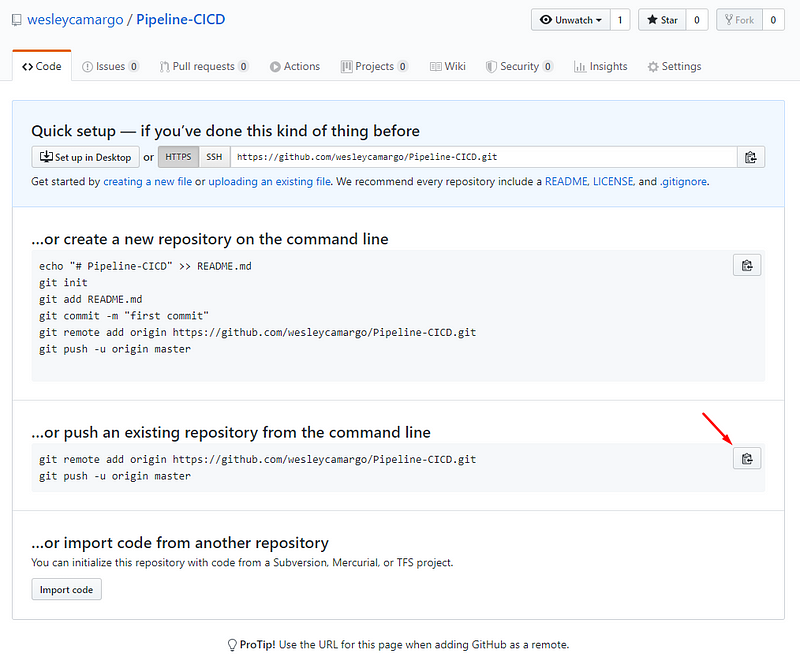 wesleycamargo / Pipeline-CICD
Unwatch 1 Star 0 Fork 0
Code Issues 0 Pull requests 0 Actions Projects 0 Wiki Security 0 Insights Settings
Quick setup — if you’ve done this kind of thing before
Set up in Desktop or HTTPS SSH https://github.com/wesleycamargo/Pipeline-CICD.git
Get started by creating a new file or uploading an existing file. We recommend every repository include a README, LICENSE, and .gitignore.
…or create a new repository on the command line
echo "# Pipeline-CICD" >> README.md
git init
git add README.md
git commit -m "first commit"
git remote add origin https://github.com/wesleycamargo/Pipeline-CICD.git
git push -u origin master
…or push an existing repository from the command line
git remote add origin https://github.com/wesleycamargo/Pipeline-CICD.git
git push -u origin master
…or import code from another repository
You can initialize this repository with code from a Subversion, Mercurial, or TFS project.
Import code
ProTip! Use the URL for this page when adding GitHub as a remote.